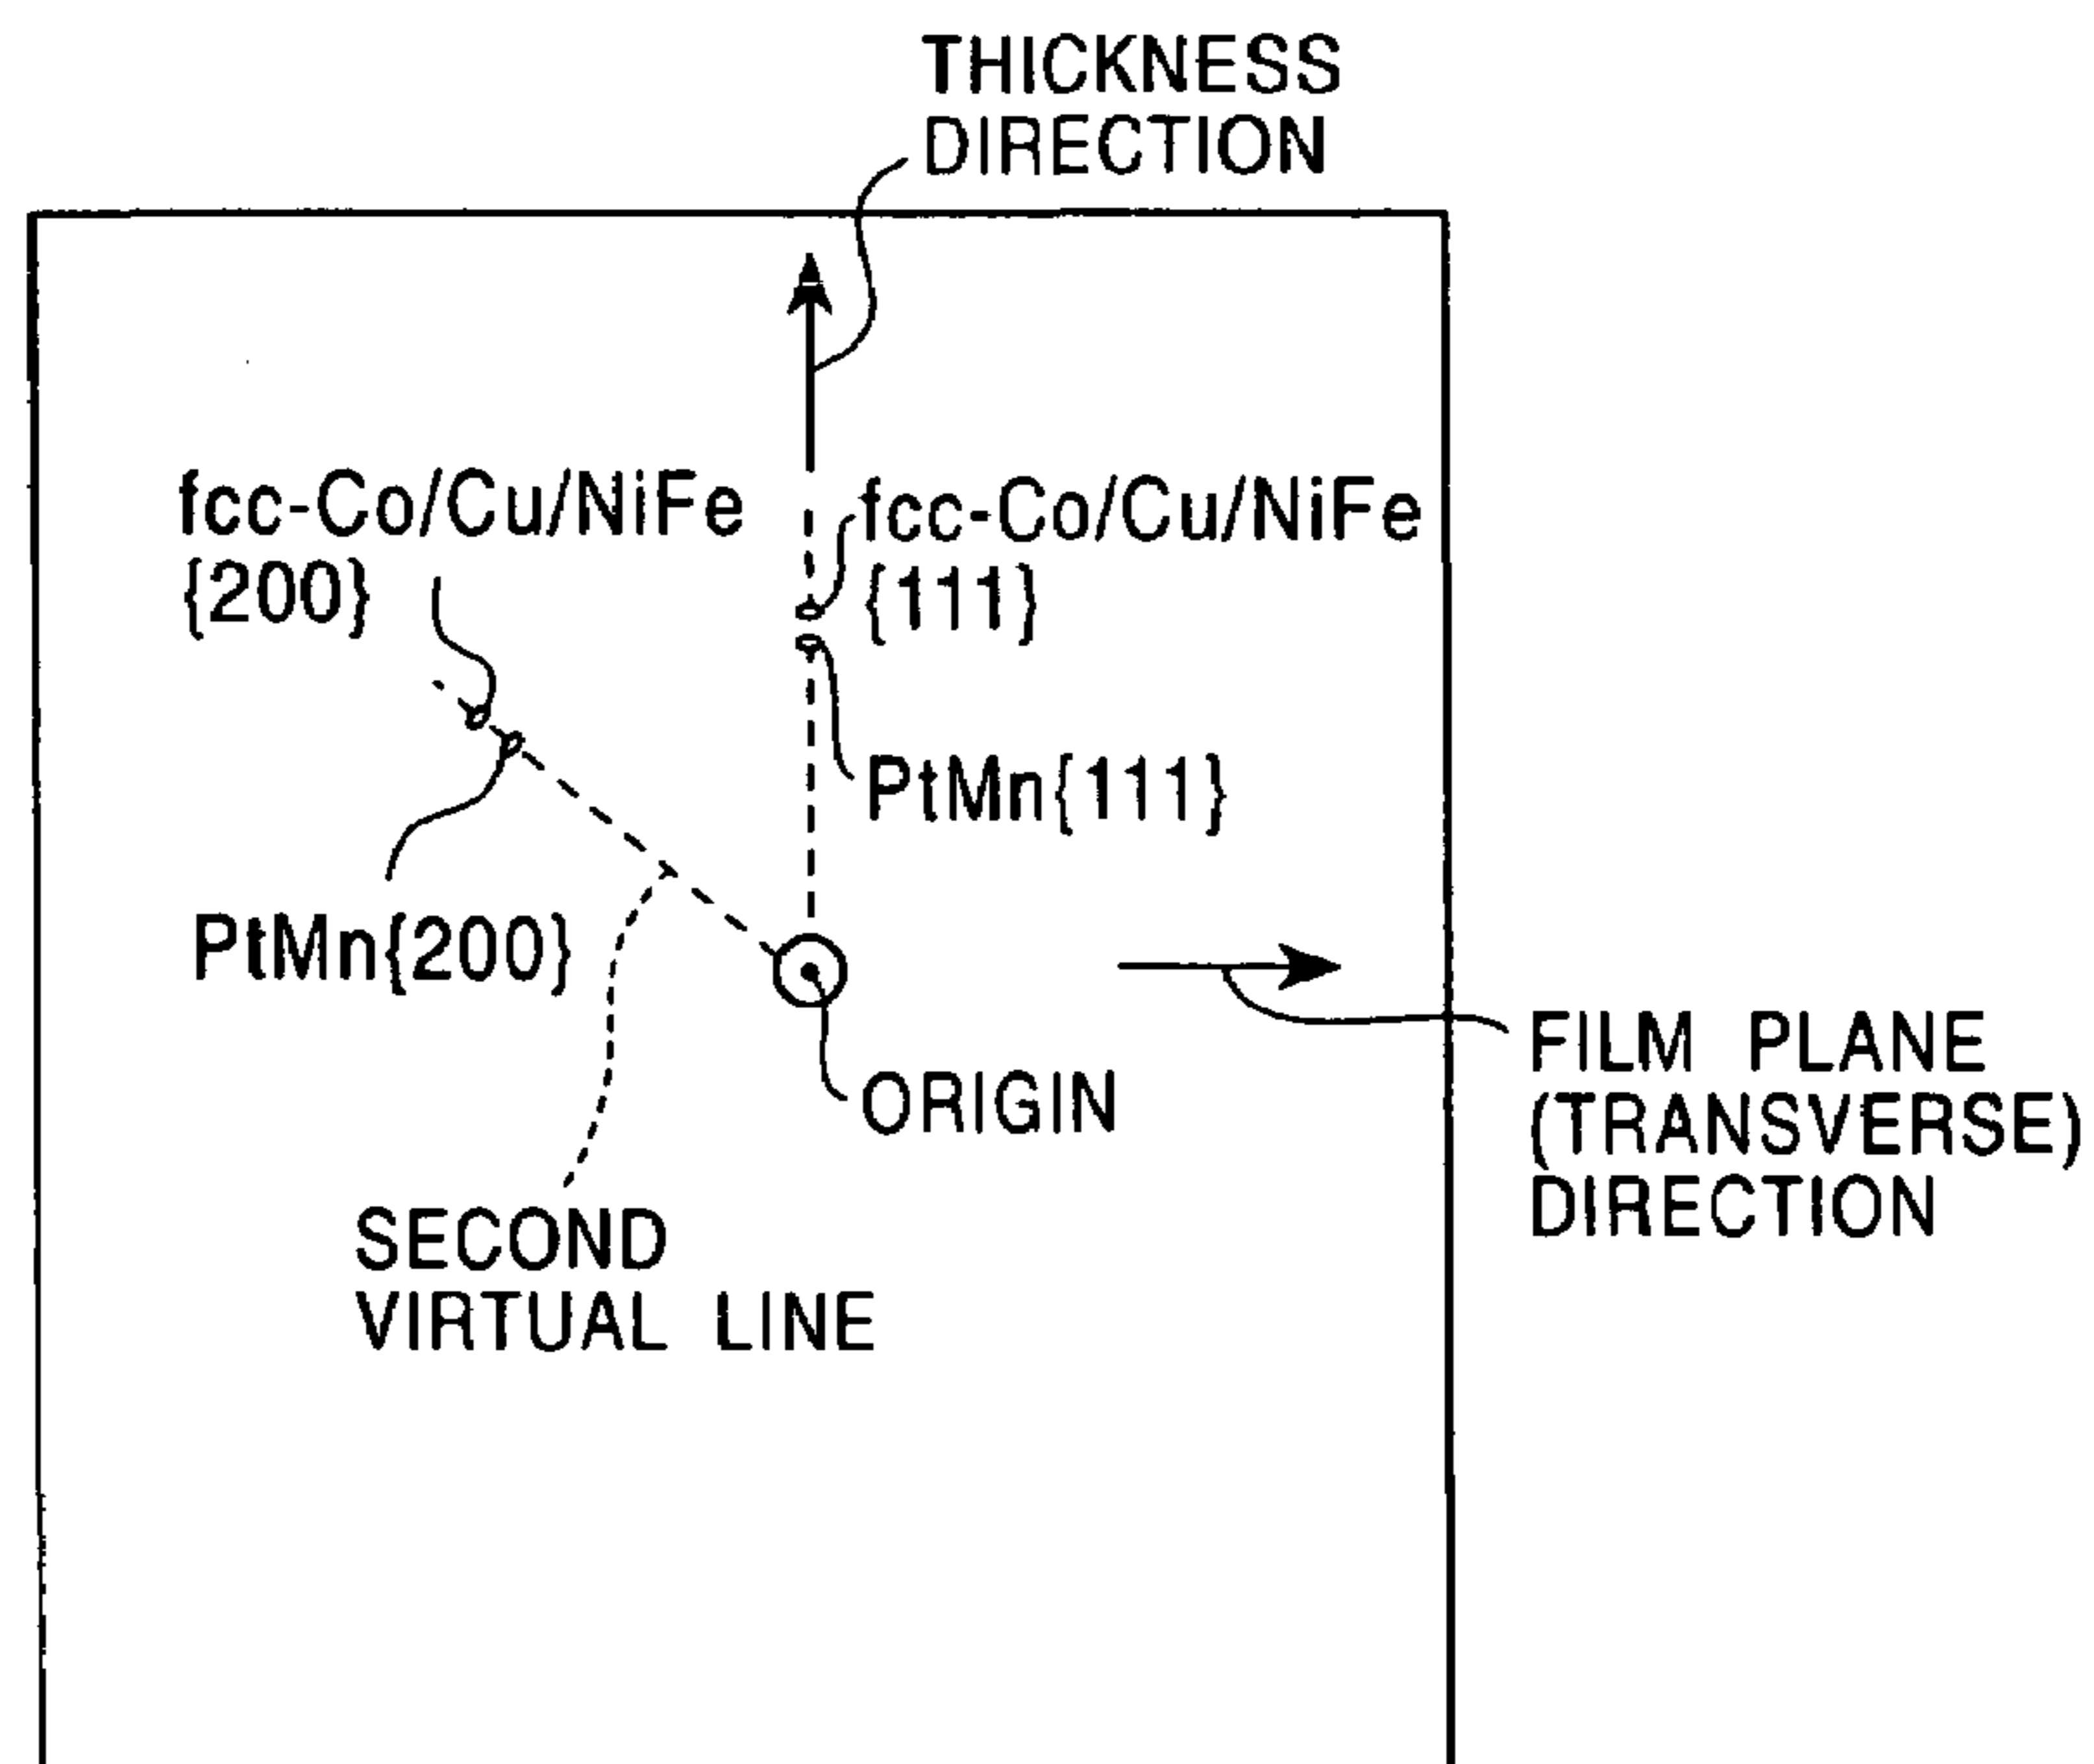 THICKNESS
DIRECTION
fcc-Co/Cu/NiFe
{200}
fcc-Co/Cu/NiFe
{111}
PtMn{111}
PtMn{200}
ORIGIN
FILM PLANE
(TRANSVERSE)
DIRECTION
SECOND
VIRTUAL LINE